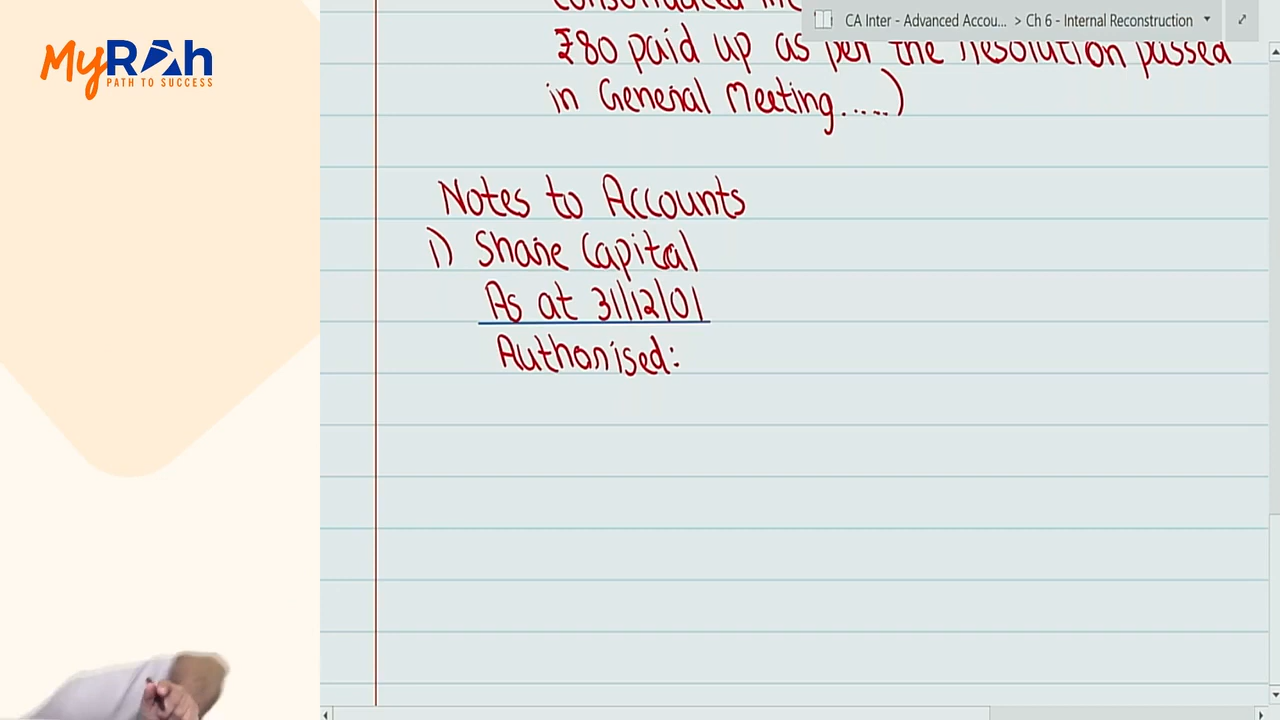 MyRAh
PATH TO SUCCESS
CA Inter - Advanced Accou... > Ch 6 - Internal Reconstruction
consolidated
₹80 paid up as per the resolution passed
in General Meeting.....)
Notes to Accounts
1) Share Capital
As at 31/12/01
Authorised: